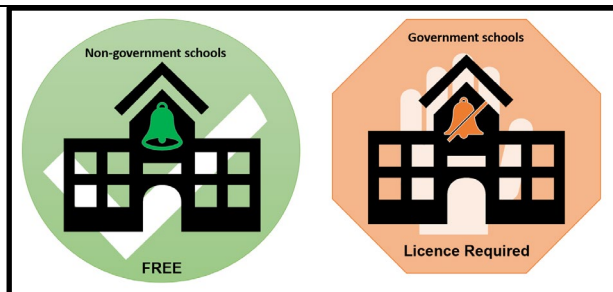 Non-government schools
FREE
Government schools
Licence Required